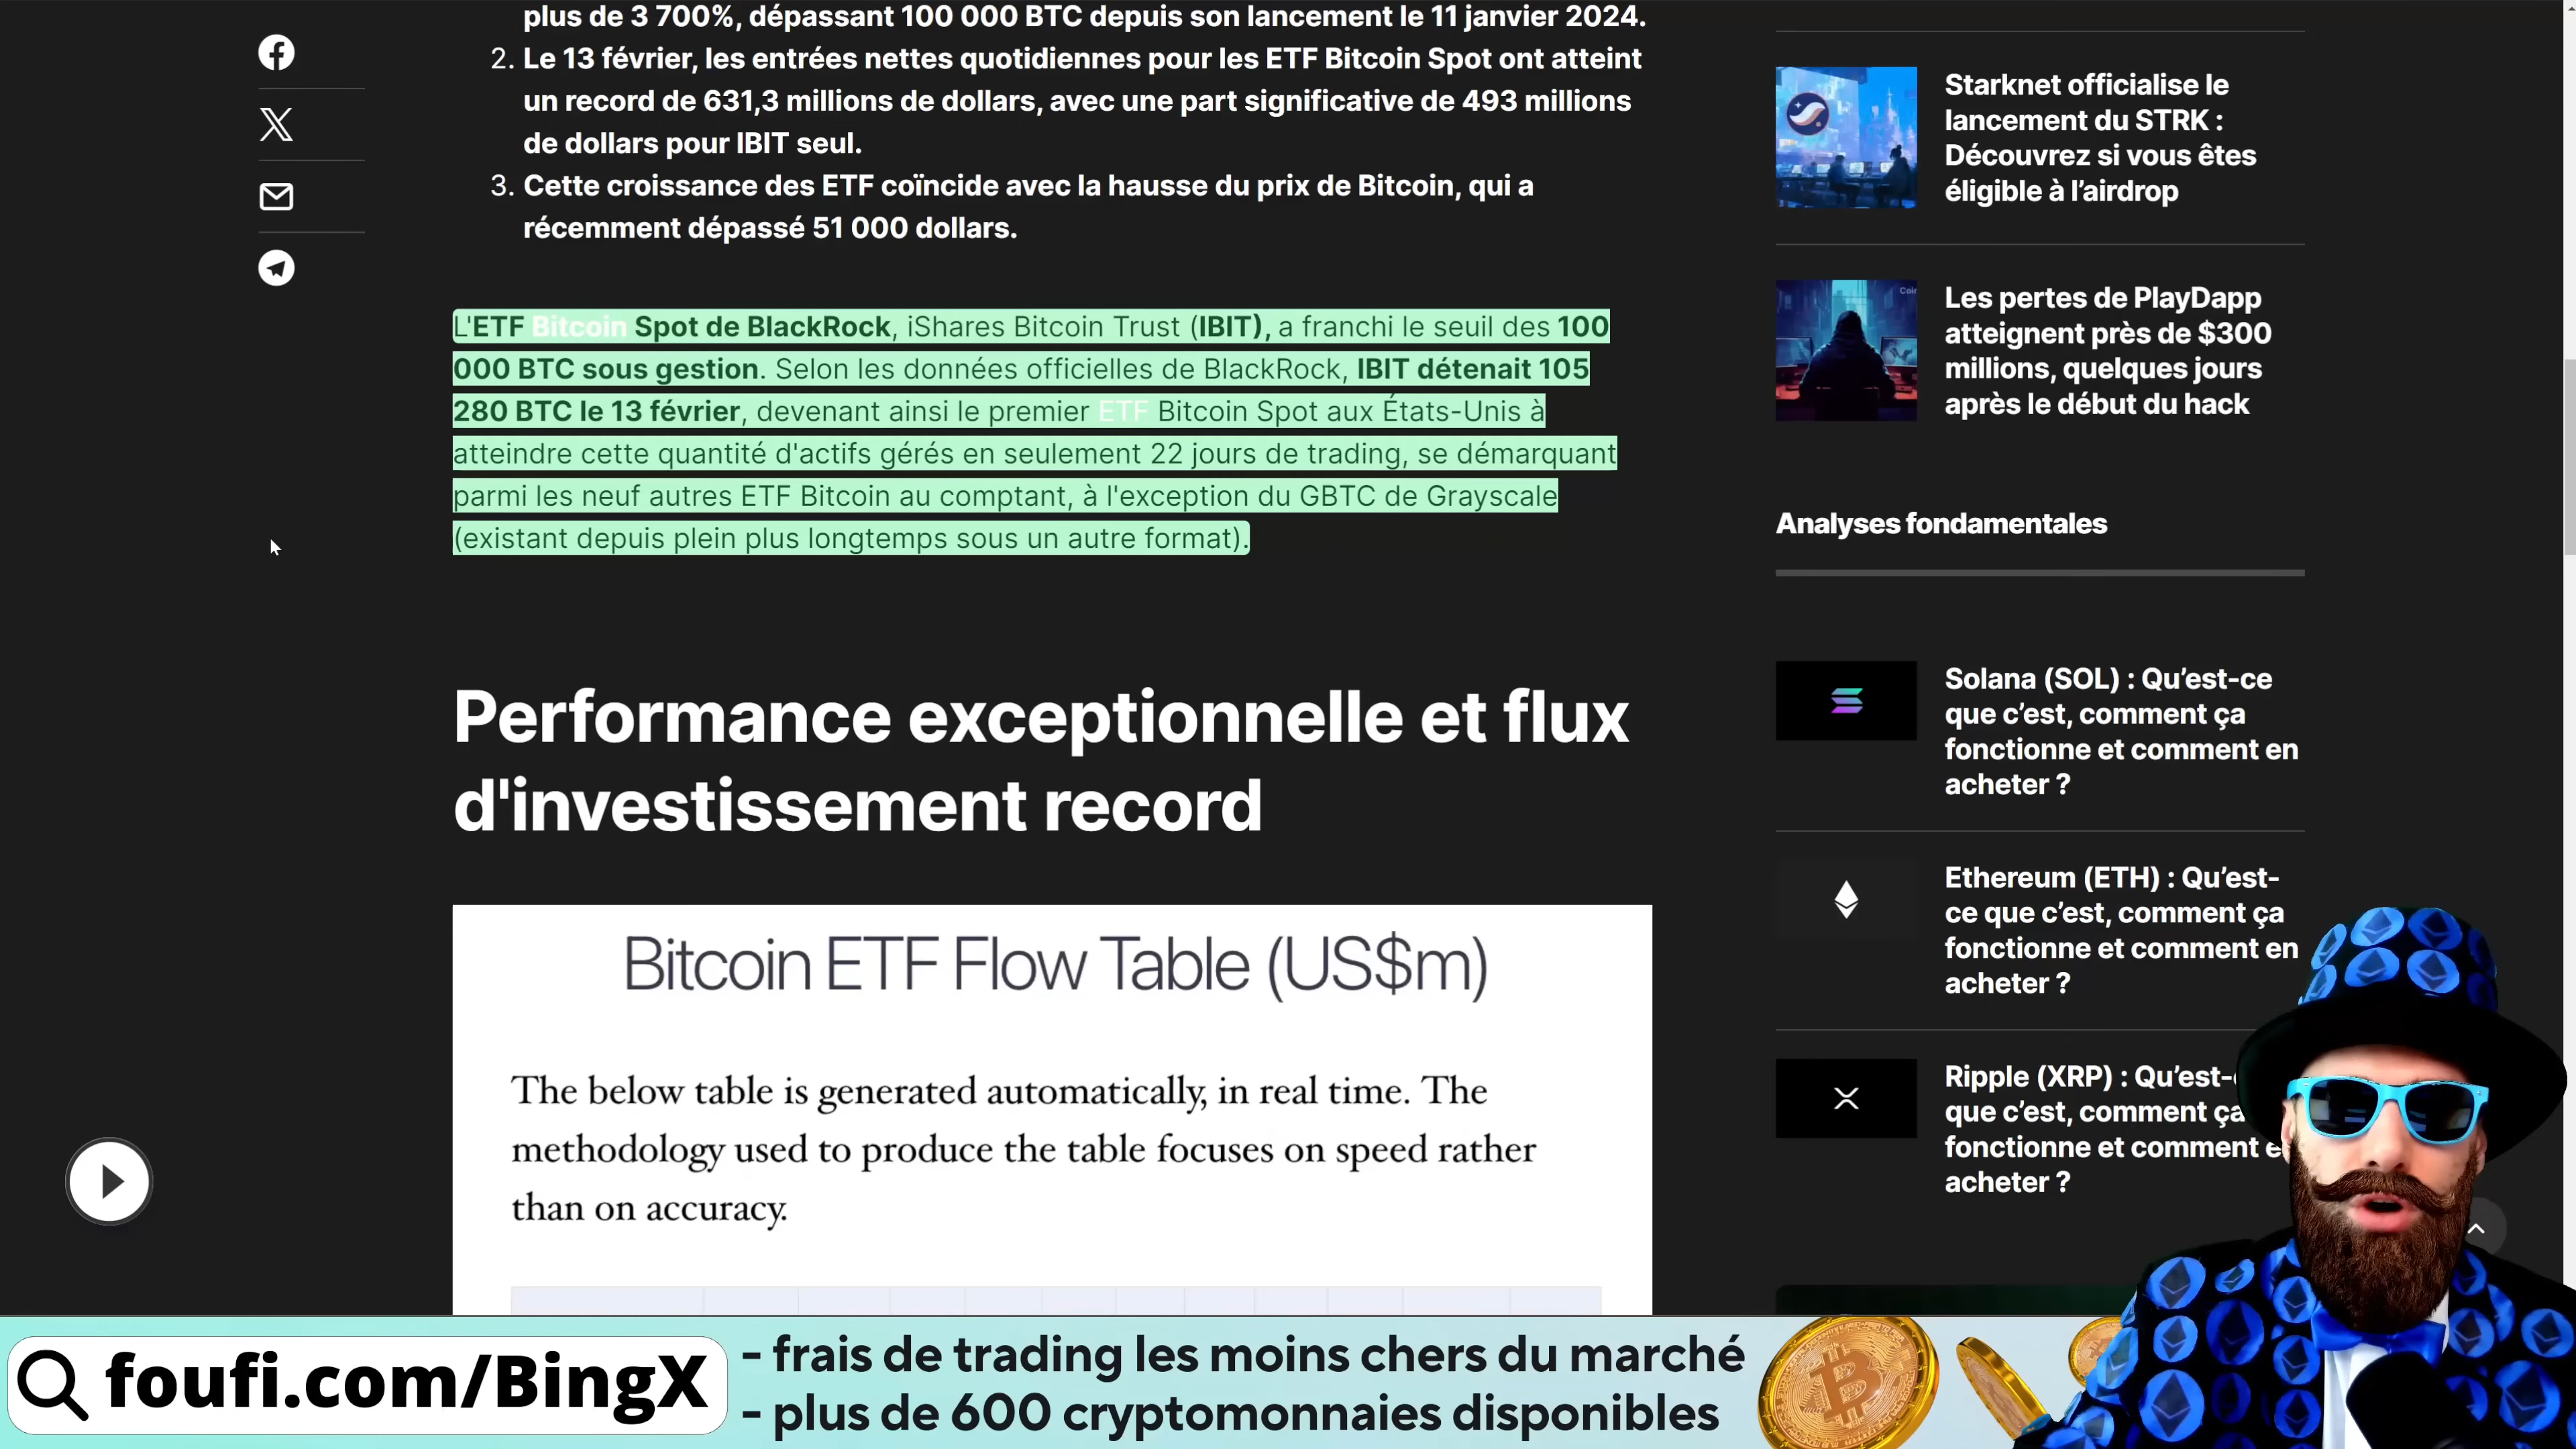 plus de 3 700%, dépassant 100 000 BTC depuis son lancement le 11 janvier 2024.
2. Le 13 février, les entrées nettes quotidiennes pour les ETF Bitcoin Spot ont atteint
un record de 631,3 millions de dollars, avec une part significative de 493 millions
de dollars pour IBIT seul.
3. Cette croissance des ETF coïncide avec la hausse du prix de Bitcoin, qui a
récemment dépassé 51 000 dollars.
L'ETF Bitcoin Spot de BlackRock, iShares Bitcoin Trust (IBIT), a franchi le seuil des 100
000 BTC sous gestion. Selon les données officielles de BlackRock, IBIT détenait 105
280 BTC le 13 février, devenant ainsi le premier ETF Bitcoin Spot aux États-Unis à
atteindre cette quantité d'actifs gérés en seulement 22 jours de trading, se démarquant
parmi les neuf autres ETF Bitcoin au comptant, à l'exception du GBTC de Grayscale
(existant depuis plein plus longtemps sous un autre format).
Performance exceptionnelle et flux
d'investissement record
Bitcoin ETF Flow Table (US$m)
The below table is generated automatically, in real time. The
methodology used to produce the table focuses on speed rather
than on accuracy.
Starknet officialise le
lancement du STRK :
Découvrez si vous êtes
éligible à l’airdrop
Coin
Les pertes de PlayDapp
atteignent près de $300
millions, quelques jours
après le début du hack
Analyses fondamentales
Solana (SOL) : Qu’est-ce
que c’est, comment ça
fonctionne et comment en
acheter ?
Ethereum (ETH) : Qu’est-
ce que c’est, comment ça
fonctionne et comment en
acheter ?
Ripple (XRP) : Qu’est-
que c’est, comment ça
fonctionne et comment
acheter ?
foufi.com/BingX
- frais de trading les moins chers du marché
- plus de 600 cryptomonnaies disponibles